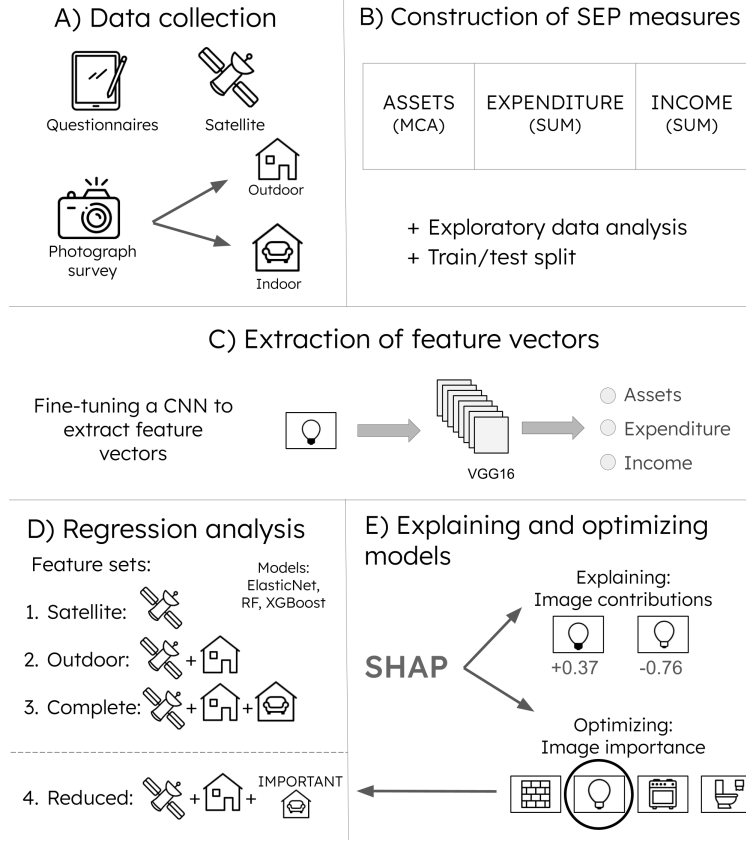 A) Data collection
Questionnaires
Satellite
Outdoor
Photograph
survey
Indoor
B) Construction of SEP measures
ASSETS
(MCA)
EXPENDITURE
(SUM)
INCOME
(SUM)
+ Exploratory data analysis
+ Train/test split
C) Extraction of feature vectors
Fine-tuning a CNN to
extract feature
vectors
VGG16
Assets
Expenditure
Income
D) Regression analysis
Feature sets:
Models:
ElasticNet,
RF, XGBoost
1. Satellite:
2. Outdoor: +
3. Complete: + +
4. Reduced: + + IMPORTANT
E) Explaining and optimizing
models
Explaining:
Image contributions
SHAP
+0.37
-0.76
Optimizing:
Image importance